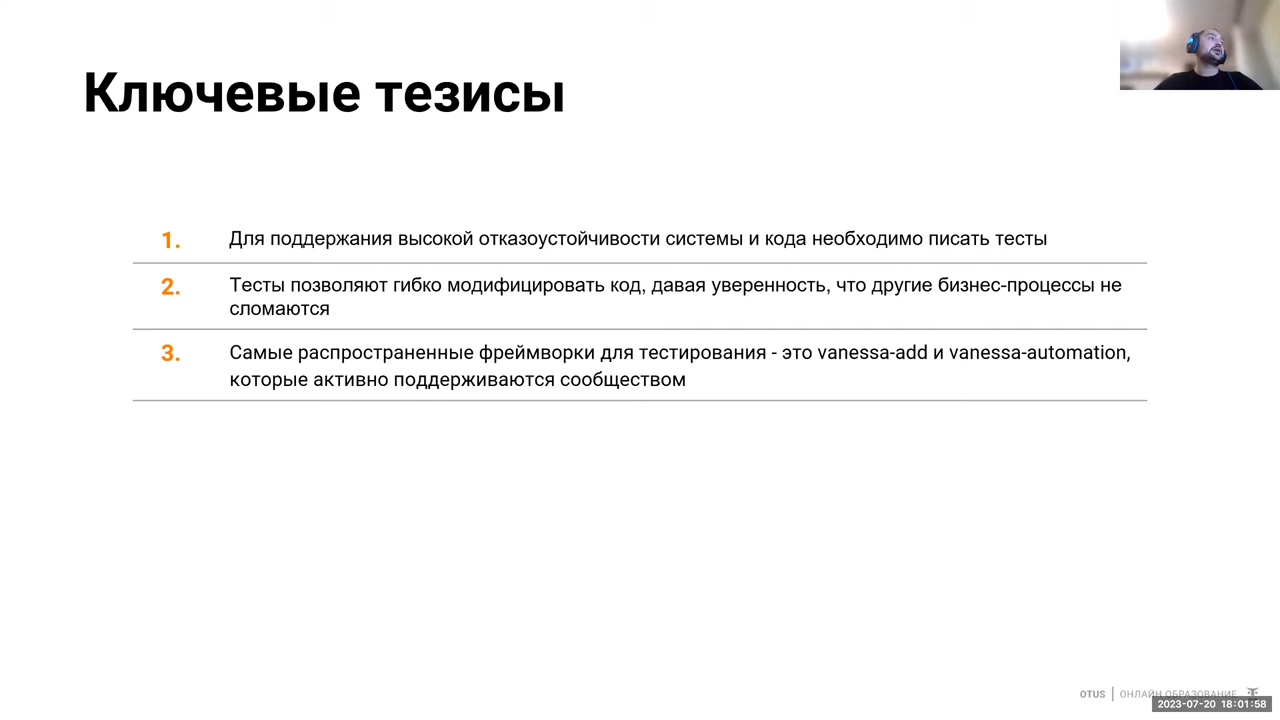 Ключевые тезисы
1. Для поддержания высокой отказоустойчивости системы и кода необходимо писать тесты
2. Тесты позволяют гибко модифицировать код, давая уверенность, что другие бизнес-процессы не
сломаются
3. Самые распространенные фреймворки для тестирования - это vanessa-add и vanessa-automation,
которые активно поддерживаются сообществом
OTUS | ОНЛАЙН ОБРАЗОВАНИЕ
2023-07-20 18:01:58